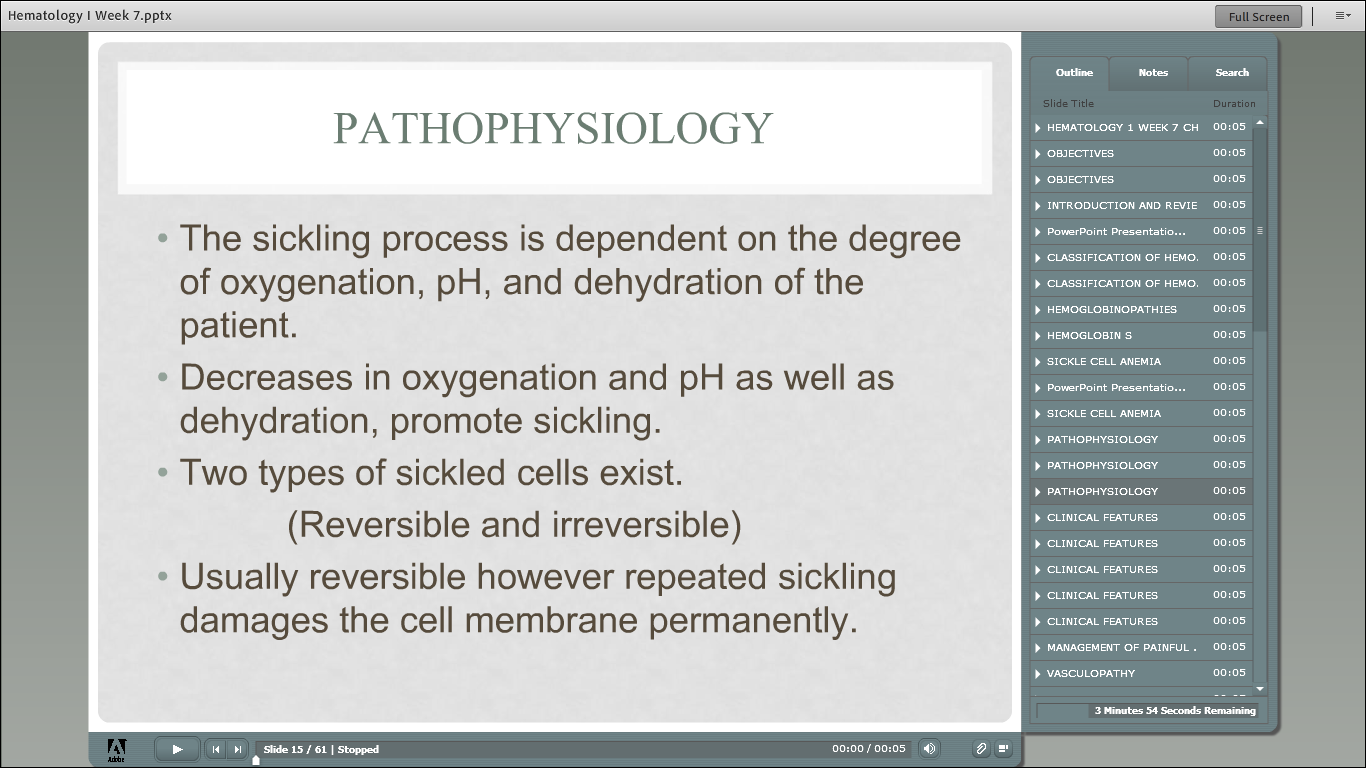 Hematology I Week 7.pptx
Full Screen
PATHOPHYSIOLOGY
• The sickling process is dependent on the degree
of oxygenation, pH, and dehydration of the
patient.
• Decreases in oxygenation and pH as well as
dehydration, promote sickling.
• Two types of sickled cells exist.
(Reversible and irreversible)
• Usually reversible however repeated sickling
damages the cell membrane permanently.
Outline Notes Search
Slide Title Duration
HEMATOLOGY 1 WEEK 7 CH 00:05
OBJECTIVES 00:05
OBJECTIVES 00:05
INTRODUCTION AND REVIE 00:05
PowerPoint Presentatio... 00:05
CLASSIFICATION OF HEMO. 00:05
CLASSIFICATION OF HEMO. 00:05
HEMOGLOBINOPATHIES 00:05
HEMOGLOBIN S 00:05
SICKLE CELL ANEMIA 00:05
PowerPoint Presentatio... 00:05
SICKLE CELL ANEMIA 00:05
PATHOPHYSIOLOGY 00:05
PATHOPHYSIOLOGY 00:05
PATHOPHYSIOLOGY 00:05
CLINICAL FEATURES 00:05
CLINICAL FEATURES 00:05
CLINICAL FEATURES 00:05
CLINICAL FEATURES 00:05
CLINICAL FEATURES 00:05
MANAGEMENT OF PAINFUL . 00:05
VASCULOPATHY 00:05
3 Minutes 54 Seconds Remaining
Adobe
Slide 15 / 61 | Stopped
00:00 / 00:05